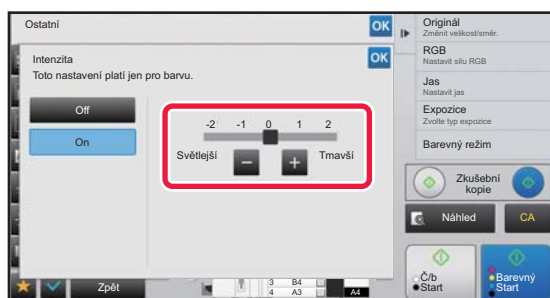 Ostatní
OK
Intenzita
OK
Toto nastavení platí jen pro barvu.
Off
On
-2 -1 0 1 2
Světlejší − + Tmavší
Zpět
3 B4
4 A3
A4
Originál
Změnit velikost/směr.
RGB
Nastavit sílu RGB
Jas
Nastavit jas
Expozice
Zvolte typ expozice
Barevný režim
Zkušební
kopie
Náhled
CA
Č/b
Start
Barevný
Start